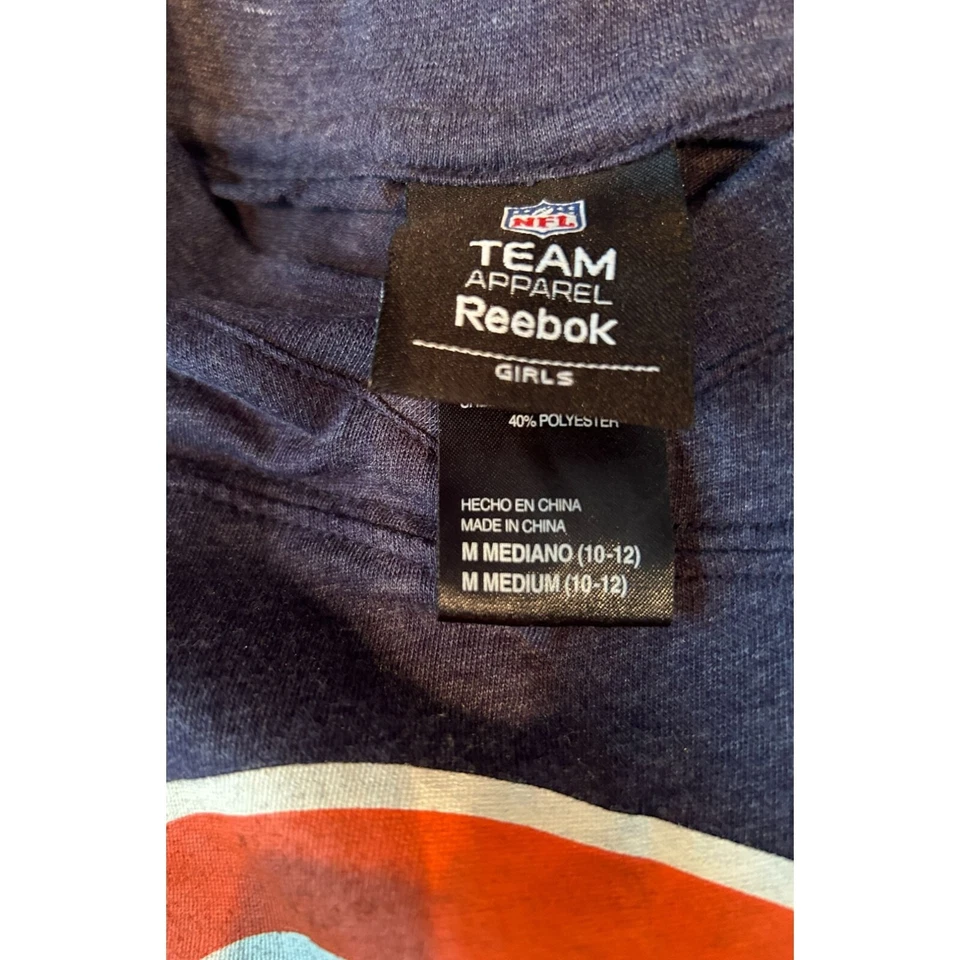 NFL
TEAM
APPAREL
Reebok
GIRLS
40% POLYESTER
HECHO EN CHINA
MADE IN CHINA
M MEDIANO (10-12)
M MEDIUM (10-12)